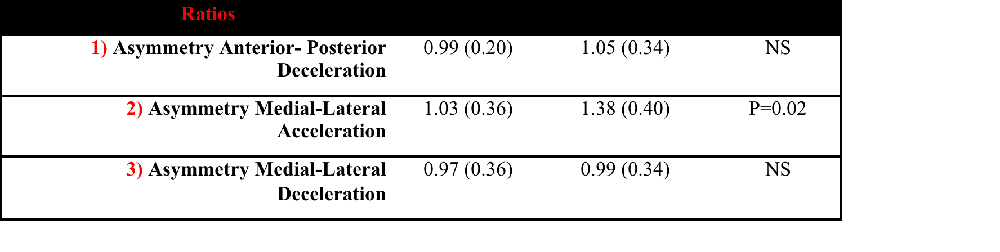 Ratios
1) Asymmetry Anterior- Posterior 0.99 (0.20) 1.05 (0.34) NS
Deceleration
2) Asymmetry Medial-Lateral 1.03 (0.36) 1.38 (0.40) P=0.02
Acceleration
3) Asymmetry Medial-Lateral 0.97 (0.36) 0.99 (0.34) NS
Deceleration